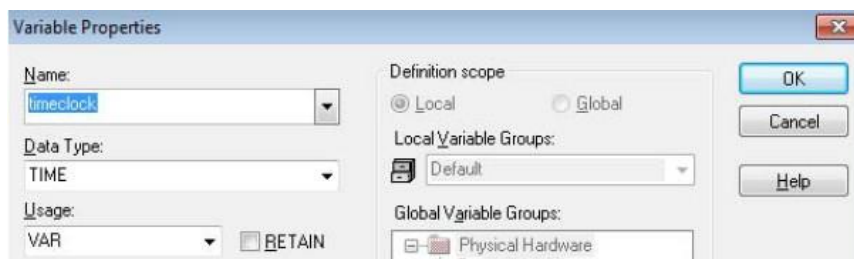 Variable Properties
Name:
timeclock
Data Type:
TIME
Usage:
VAR
RETAIN
Definition scope
Local
Global
Local Variable Groups:
Default
Global Variable Groups:
Physical Hardware
OK
Cancel
Help